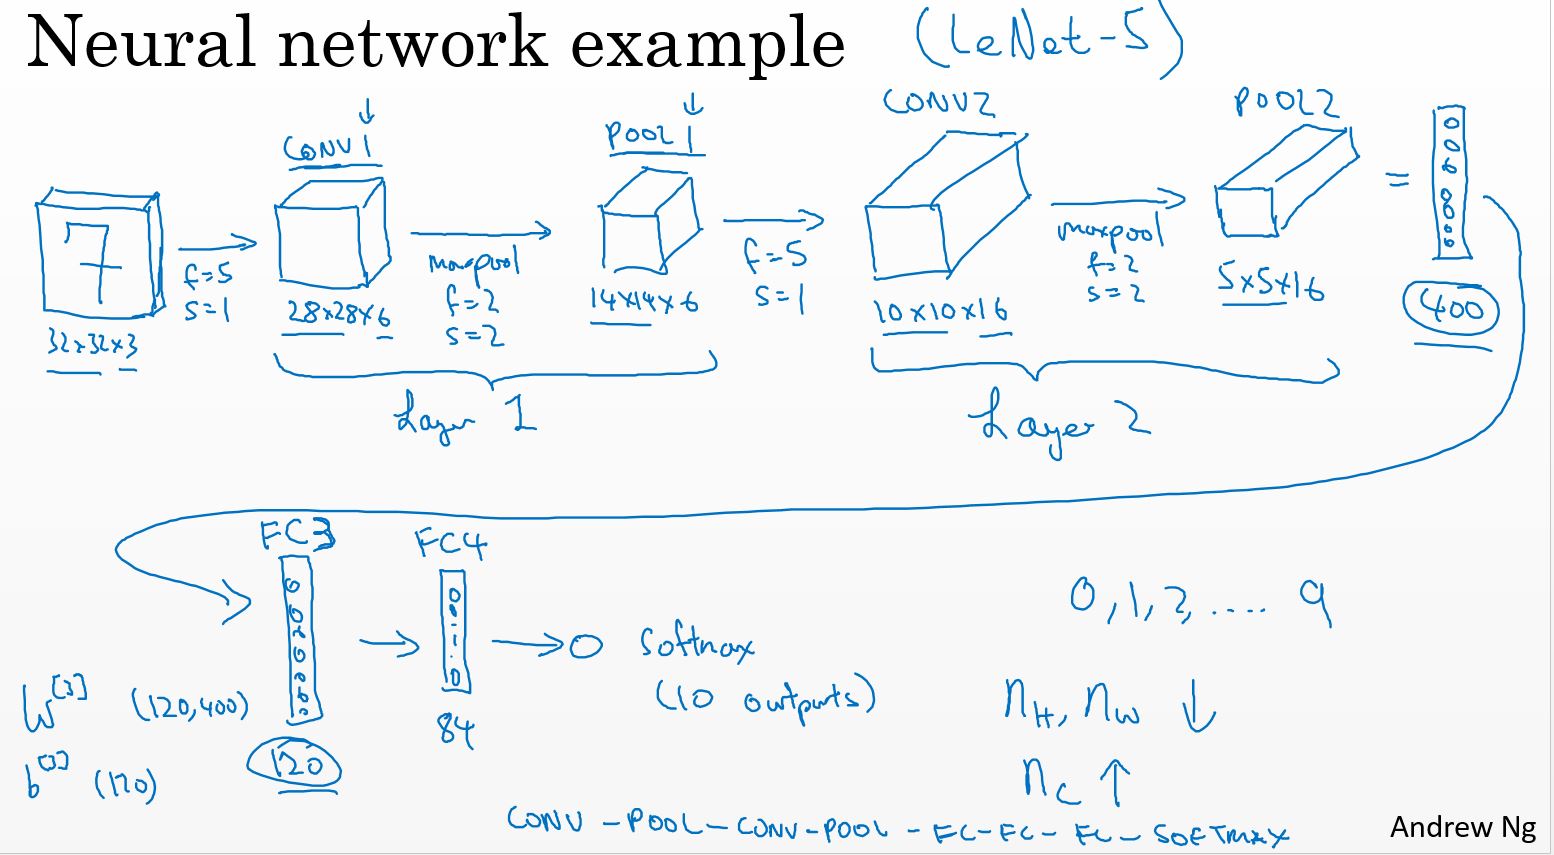 Neural network example (LeNet-5)
CONV1
POOL1
CONV2
POOL2
7
32×32×3
f=5
s=1
28×28×6
maxpool
f=2
s=2
14×14×6
f=5
s=1
10×10×16
maxpool
f=2
s=2
5×5×16
=
400
Layer 1
Layer 2
FC3
FC4
0,1,2,.... 9
Softmax
(10 outputs)
W[3] (120,400)
b[3] (120)
120
84
nH, nW ↓
nC ↑
CONV-POOL-CONV-POOL-FC-FC-FC-SOFTMAX
Andrew Ng